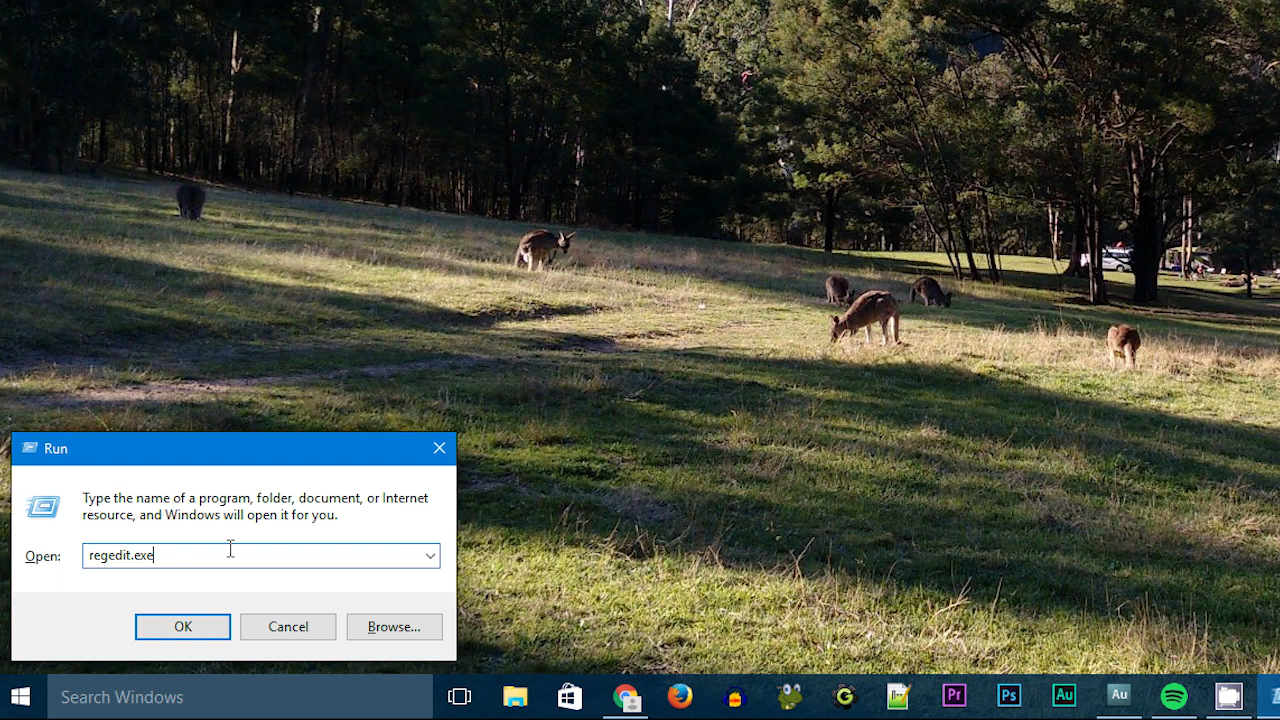 Run
Type the name of a program, folder, document, or Internet
resource, and Windows will open it for you.
Open:
regedit.exe
OK
Cancel
Browse...
Search Windows
Pr
Ps
Au
Au